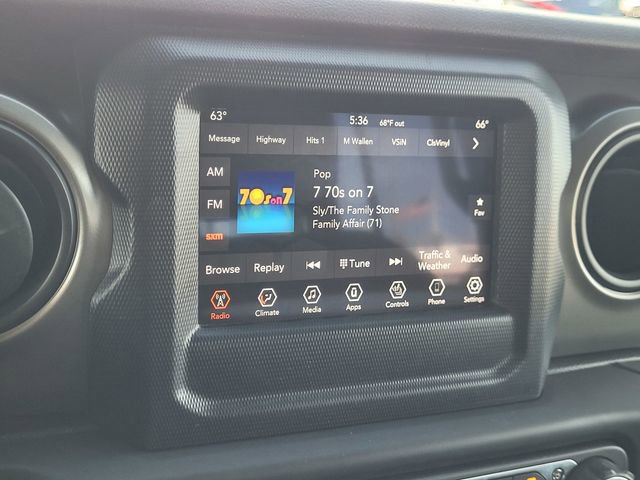 63° 5:36 68°F out 66°
Message Highway Hits 1 M Wallen VSiN ClsVinyl >
AM
FM
SXM
70s on 7
Pop
7 70s on 7
Sly/The Family Stone
Family Affair (71)
Fav
Browse Replay Tune Traffic & Weather Audio
Radio Climate Media Apps Controls Phone Settings